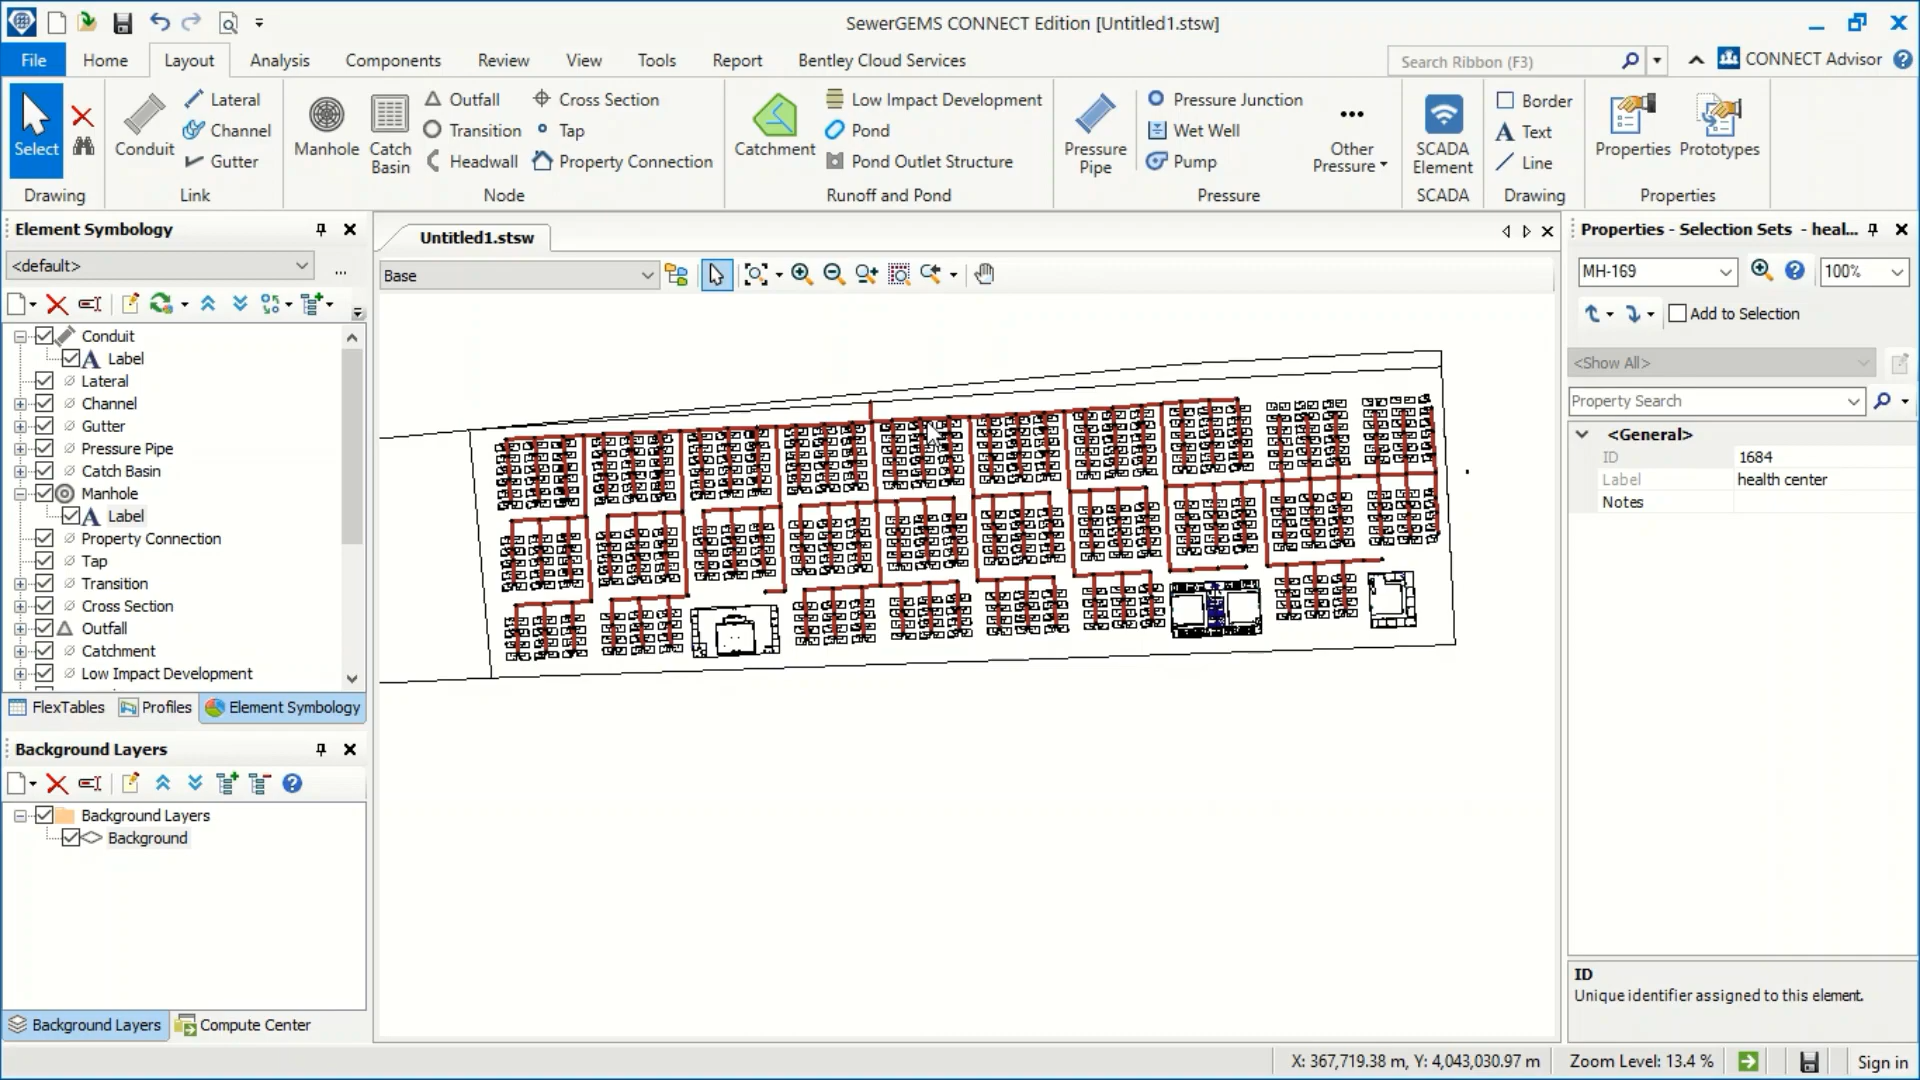 SewerGEMS CONNECT Edition [Untitled1.stsw]
File Home Layout Analysis Components Review View Tools Report Bentley Cloud Services
Search Ribbon (F3) CONNECT Advisor
Select
Drawing
Conduit
Lateral
Channel
Gutter
Link
Manhole
Catch Basin
Outfall
Transition
Headwall
Cross Section
Tap
Property Connection
Node
Catchment
Low Impact Development
Pond
Pond Outlet Structure
Runoff and Pond
Pressure Pipe
Pressure Junction
Wet Well
Pump
Other Pressure
Pressure
SCADA Element
SCADA
Border
A Text
Line
Drawing
Properties
Prototypes
Properties
Element Symbology
<default>
...
Conduit
A Label
Lateral
Channel
Gutter
Pressure Pipe
Catch Basin
Manhole
A Label
Property Connection
Tap
Transition
Cross Section
Outfall
Catchment
Low Impact Development
FlexTables Profiles Element Symbology
Background Layers
Background Layers
Background
Background Layers Compute Center
Untitled1.stsw
Base
Properties - Selection Sets - heal...
MH-169
100%
Add to Selection
<Show All>
Property Search
<General>
ID 1684
Label health center
Notes
ID
Unique identifier assigned to this element.
X: 367,719.38 m, Y: 4,043,030.97 m Zoom Level: 13.4 % Sign in